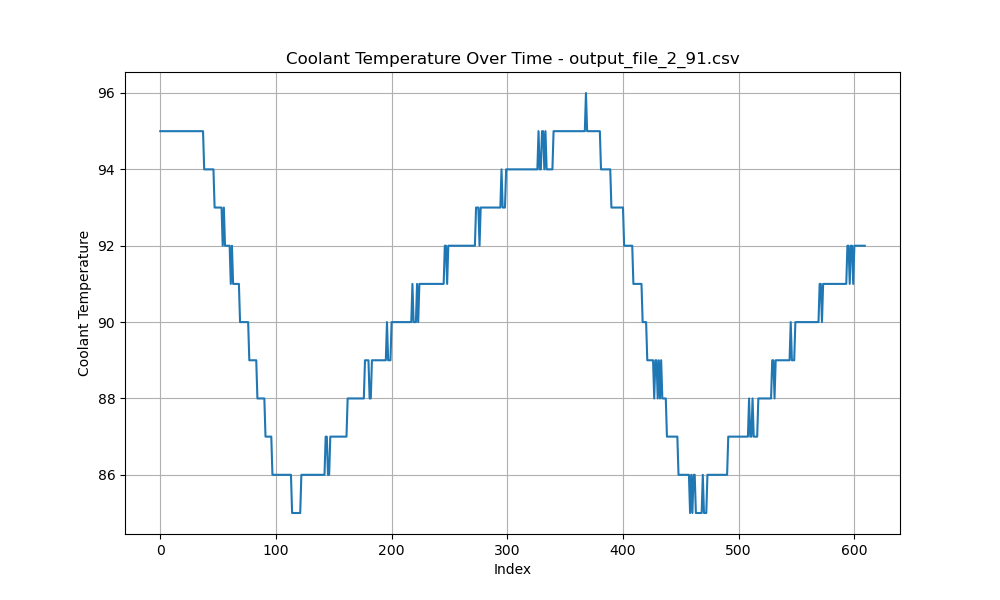 Coolant Temperature Over Time - output_file_2_91.csv
96
94
92
90
88
86
Coolant Temperature
0 100 200 300 400 500 600
Index